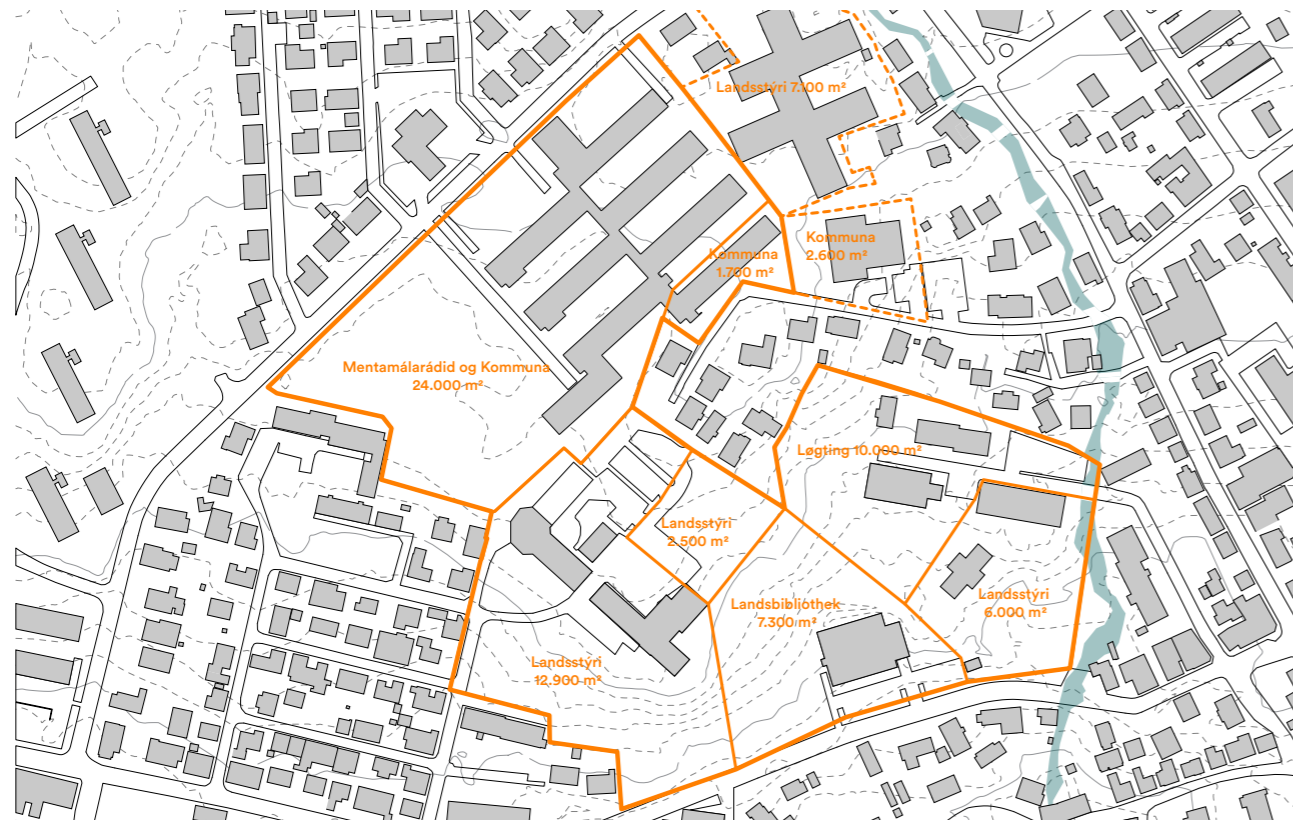 Landsstýri 7.100 m²
Kommuna
2.600 m²
Kommuna
1.700 m²
Mentamálarádid og Kommuna
24.000 m²
Løgting 10.000 m²
Landsstýri
2.500 m²
Landsbibliothek
7.300 m²
Landsstýri
6.000 m²
Landsstýri
12.900 m²